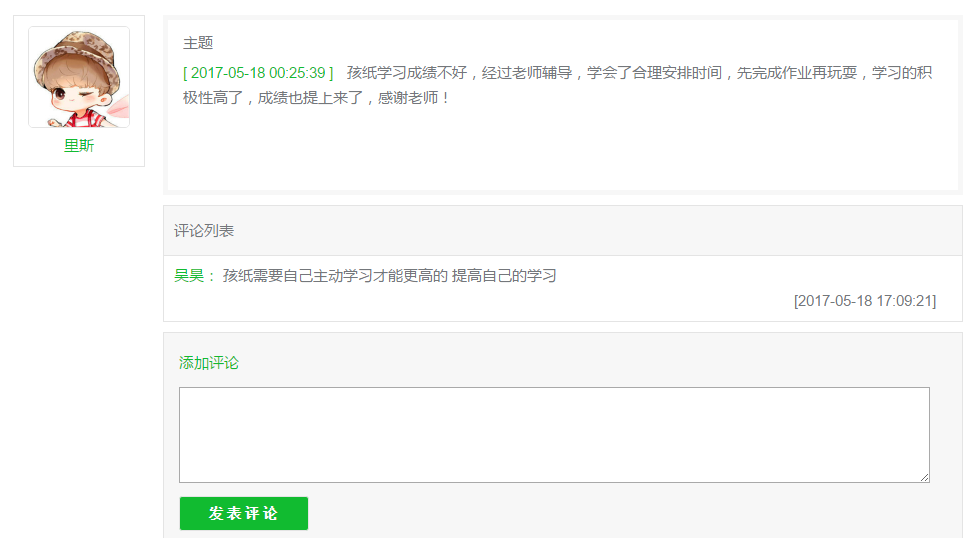 里斯
主题
[ 2017-05-18 00:25:39 ] 孩纸学习成绩不好，经过老师辅导，学会了合理安排时间，先完成作业再玩耍，学习的积
极性高了，成绩也提上来了，感谢老师！
评论列表
吴昊： 孩纸需要自己主动学习才能更高的 提高自己的学习
[2017-05-18 17:09:21]
添加评论
发表评论